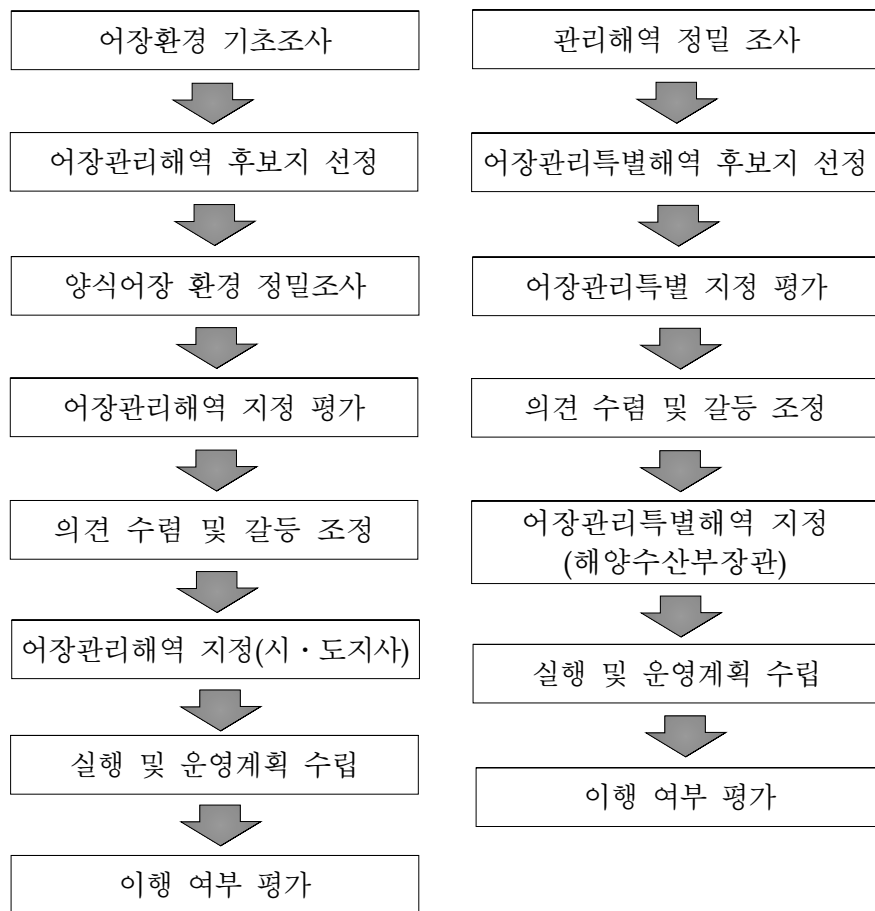 어장환경 기초조사
어장관리해역 후보지 선정
양식어장 환경 정밀조사
어장관리해역 지정 평가
의견 수렴 및 갈등 조정
어장관리해역 지정(시・도지사)
실행 및 운영계획 수립
이행 여부 평가
관리해역 정밀 조사
어장관리특별해역 후보지 선정
어장관리특별 지정 평가
의견 수렴 및 갈등 조정
어장관리특별해역 지정
(해양수산부장관)
실행 및 운영계획 수립
이행 여부 평가